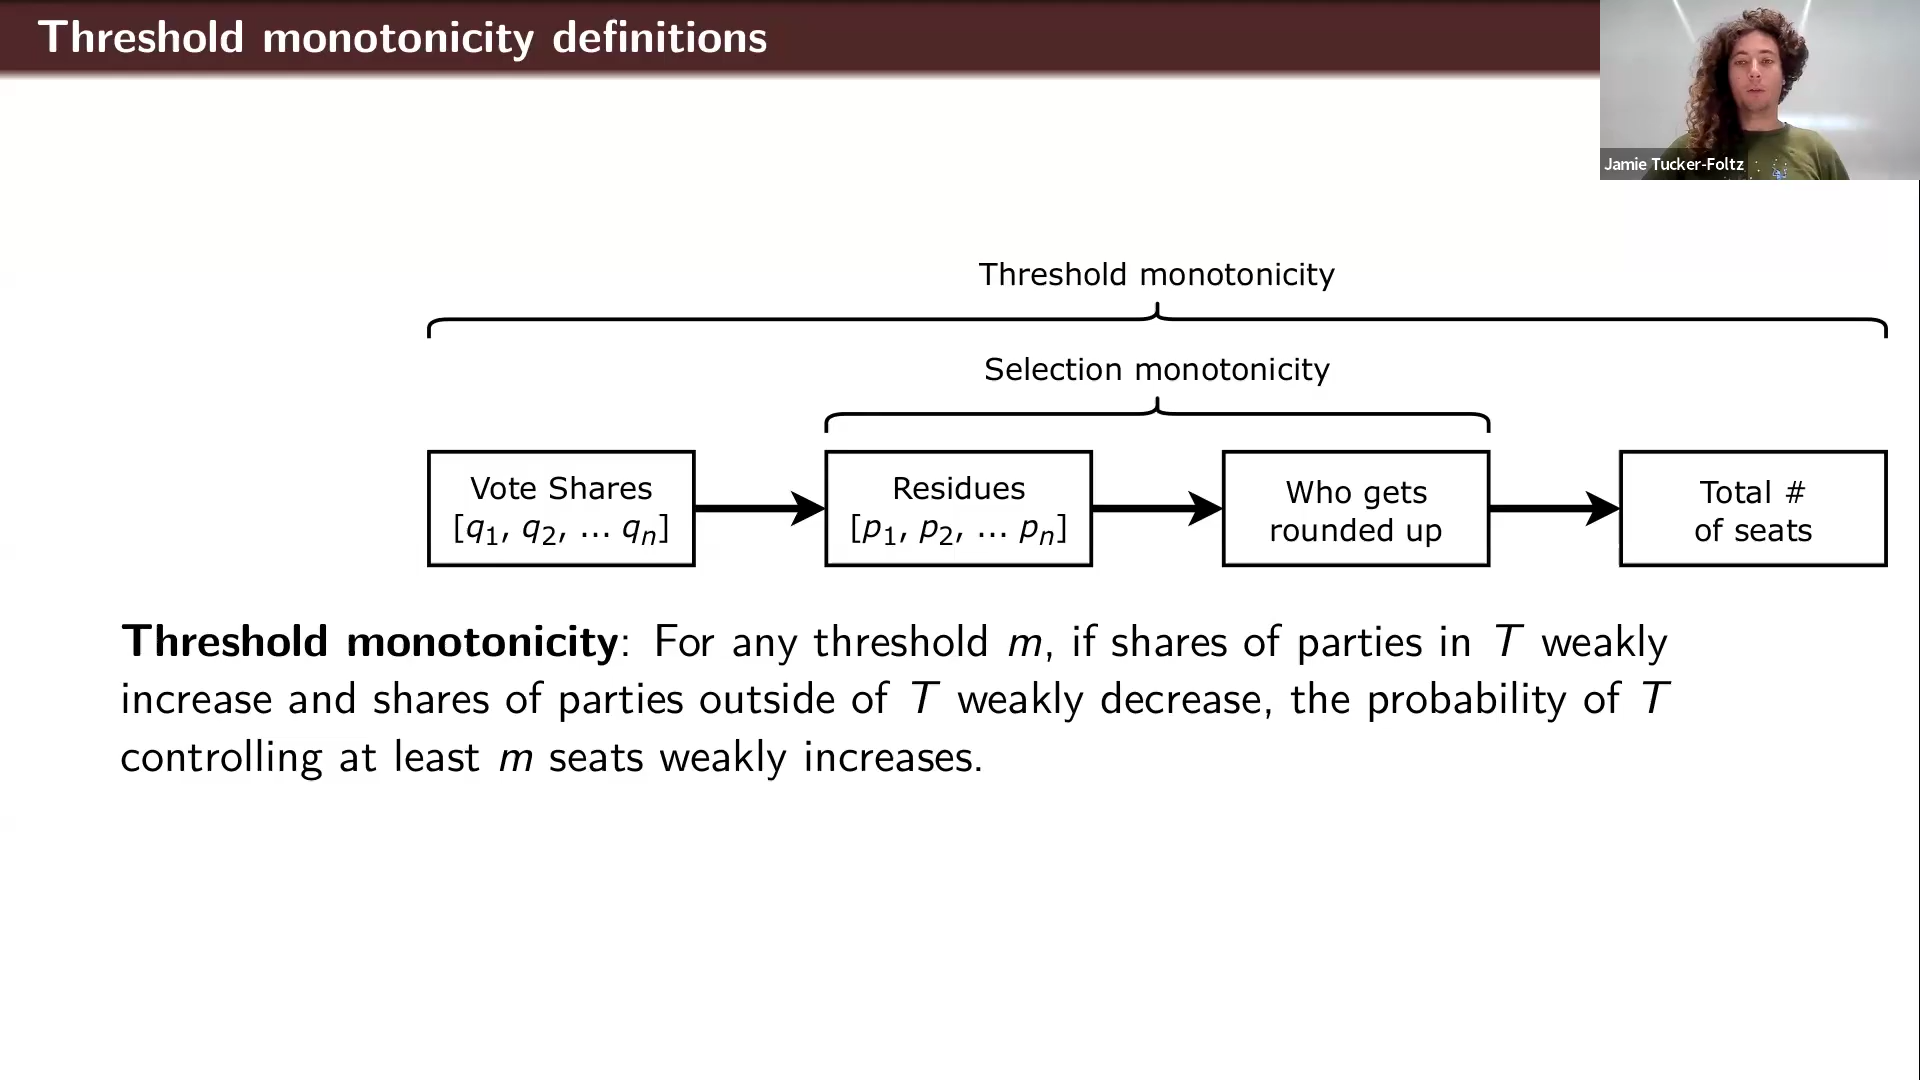 Threshold monotonicity definitions
Jamie Tucker-Foltz
Threshold monotonicity
Selection monotonicity
Vote Shares
[q1, q2, ... qn]
Residues
[p1, p2, ... pn]
Who gets
rounded up
Total #
of seats
Threshold monotonicity: For any threshold m, if shares of parties in T weakly
increase and shares of parties outside of T weakly decrease, the probability of T
controlling at least m seats weakly increases.